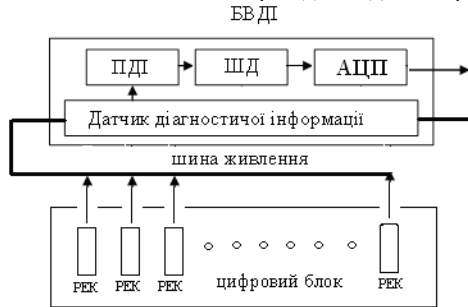 БВДІ
ПДІ ШД АЦП
Датчик діагностичої інформації
шина живлення
РЕК РЕК РЕК цифровий блок РЕК